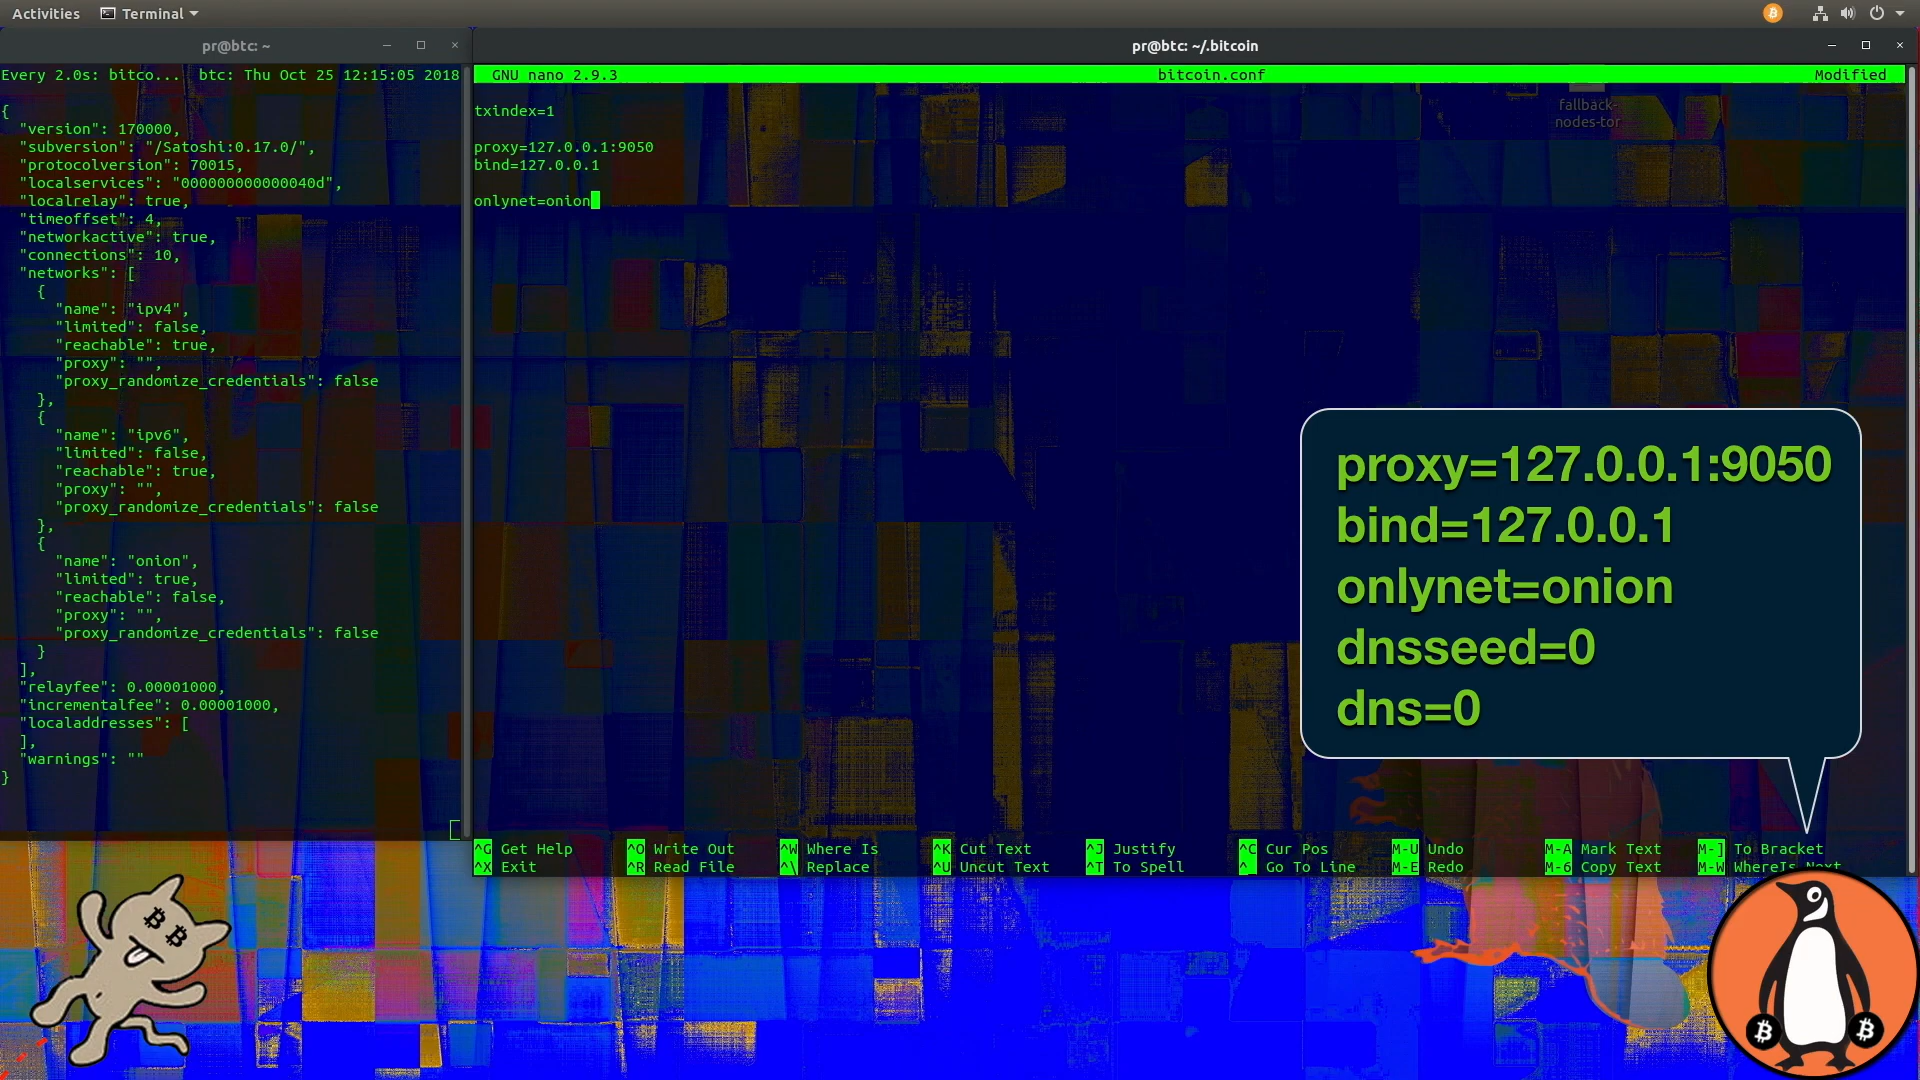 Activities Terminal
pr@btc: ~
Every 2.0s: bitco... btc: Thu Oct 25 12:15:05 2018
{
"version": 170000,
"subversion": "/Satoshi:0.17.0/",
"protocolversion": 70015,
"localservices": "000000000000040d",
"localrelay": true,
"timeoffset": 4,
"networkactive": true,
"connections": 10,
"networks": [
{
"name": "ipv4",
"limited": false,
"reachable": true,
"proxy": "",
"proxy_randomize_credentials": false
},
{
"name": "ipv6",
"limited": false,
"reachable": true,
"proxy": "",
"proxy_randomize_credentials": false
},
{
"name": "onion",
"limited": true,
"reachable": false,
"proxy": "",
"proxy_randomize_credentials": false
}
],
"relayfee": 0.00001000,
"incrementalfee": 0.00001000,
"localaddresses": [
],
"warnings": ""
}
pr@btc: ~/.bitcoin
GNU nano 2.9.3 bitcoin.conf Modified
txindex=1
proxy=127.0.0.1:9050
bind=127.0.0.1
onlynet=onion
fallback-
nodes-tor
proxy=127.0.0.1:9050
bind=127.0.0.1
onlynet=onion
dnsseed=0
dns=0
^G Get Help ^O Write Out ^W Where Is ^K Cut Text ^J Justify ^C Cur Pos M-U Undo M-A Mark Text M-] To Bracket
^X Exit ^R Read File ^\ Replace ^U Uncut Text ^T To Spell ^_ Go To Line M-E Redo M-6 Copy Text M-W WhereIs Next